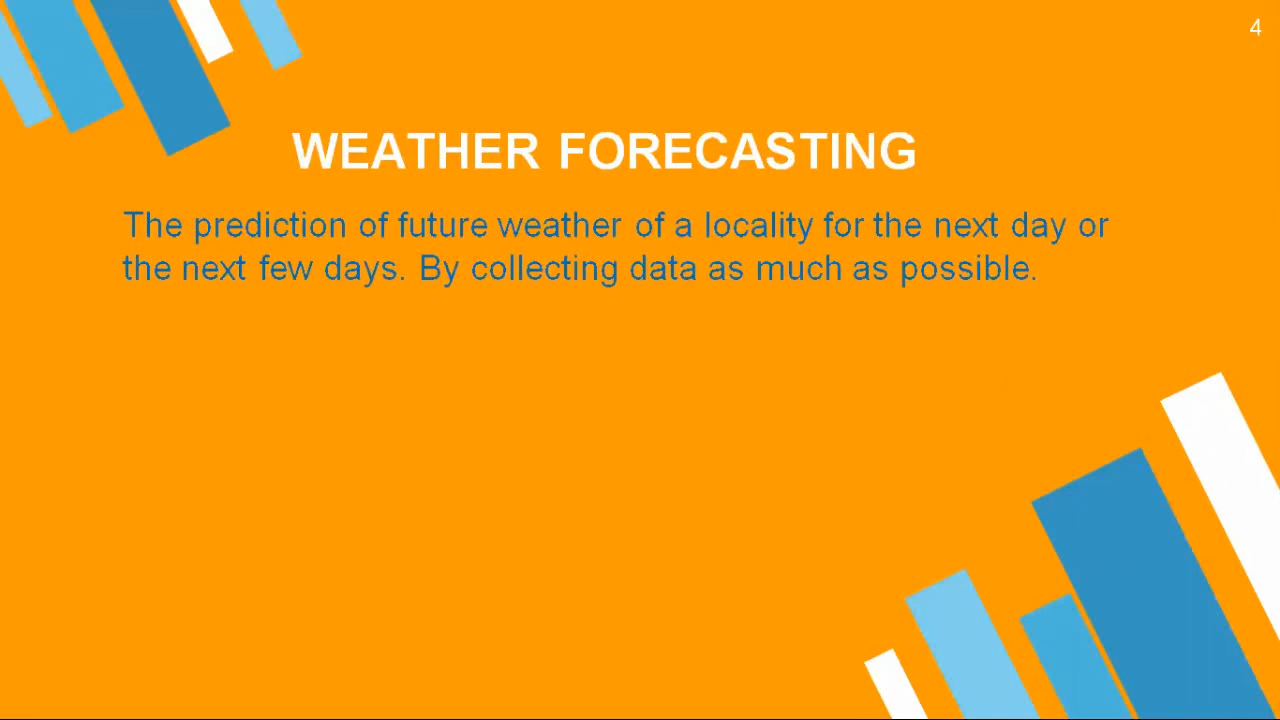 4
WEATHER FORECASTING
The prediction of future weather of a locality for the next day or
the next few days. By collecting data as much as possible.